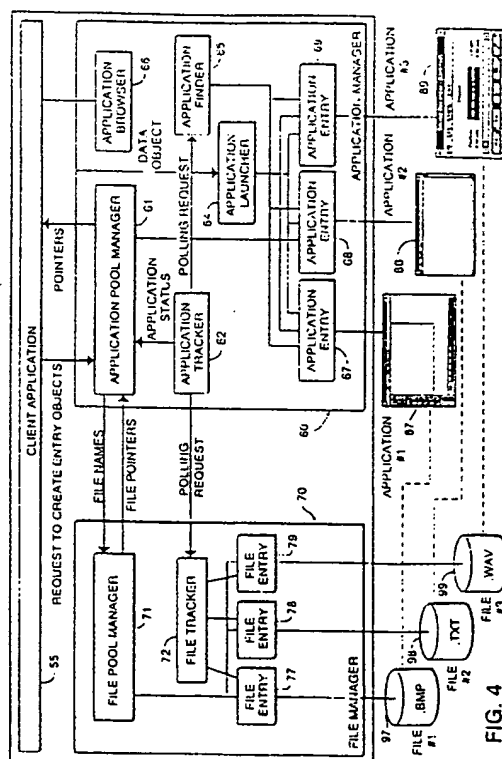 CLIENT APPLICATION
55
REQUEST TO CREATE ENTRY OBJECTS
POINTERS
FILE NAMES
FILE POINTERS
FILE POOL MANAGER
71
APPLICATION POOL MANAGER
61
APPLICATION
BROWSER
66
APPLICATION
STATUS
DATA
OBJECT
POLLING REQUEST
POLLING
REQUEST
FILE TRACKER
72
APPLICATION
TRACKER
62
APPLICATION
LAUNCHER
64
APPLICATION
FINDER
65
70
60
FILE
ENTRY
77
FILE
ENTRY
78
FILE
ENTRY
79
APPLICATION
ENTRY
67
APPLICATION
ENTRY
68
APPLICATION
ENTRY
69
FILE MANAGER
APPLICATION MANAGER
APPLICATION
#1
87
APPLICATION
#2
88
APPLICATION
#3
89
97
.BMP
FILE
#1
98
.TXT
FILE
#2
99
.WAV
FILE
#3
FIG. 4